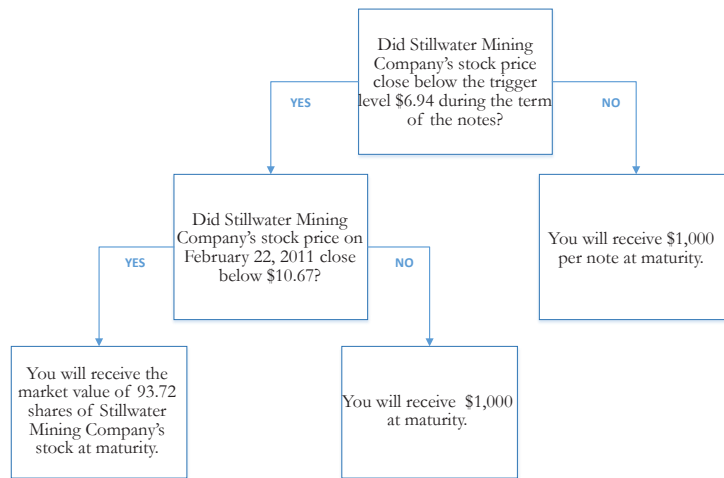 Did Stillwater Mining
Company's stock price
close below the trigger
level $6.94 during the term
of the notes?
YES
NO
Did Stillwater Mining
Company's stock price on
February 22, 2011 close
below $10.67?
You will receive $1,000
per note at maturity.
YES
NO
You will receive the
market value of 93.72
shares of Stillwater
Mining Company's
stock at maturity.
You will receive $1,000
at maturity.